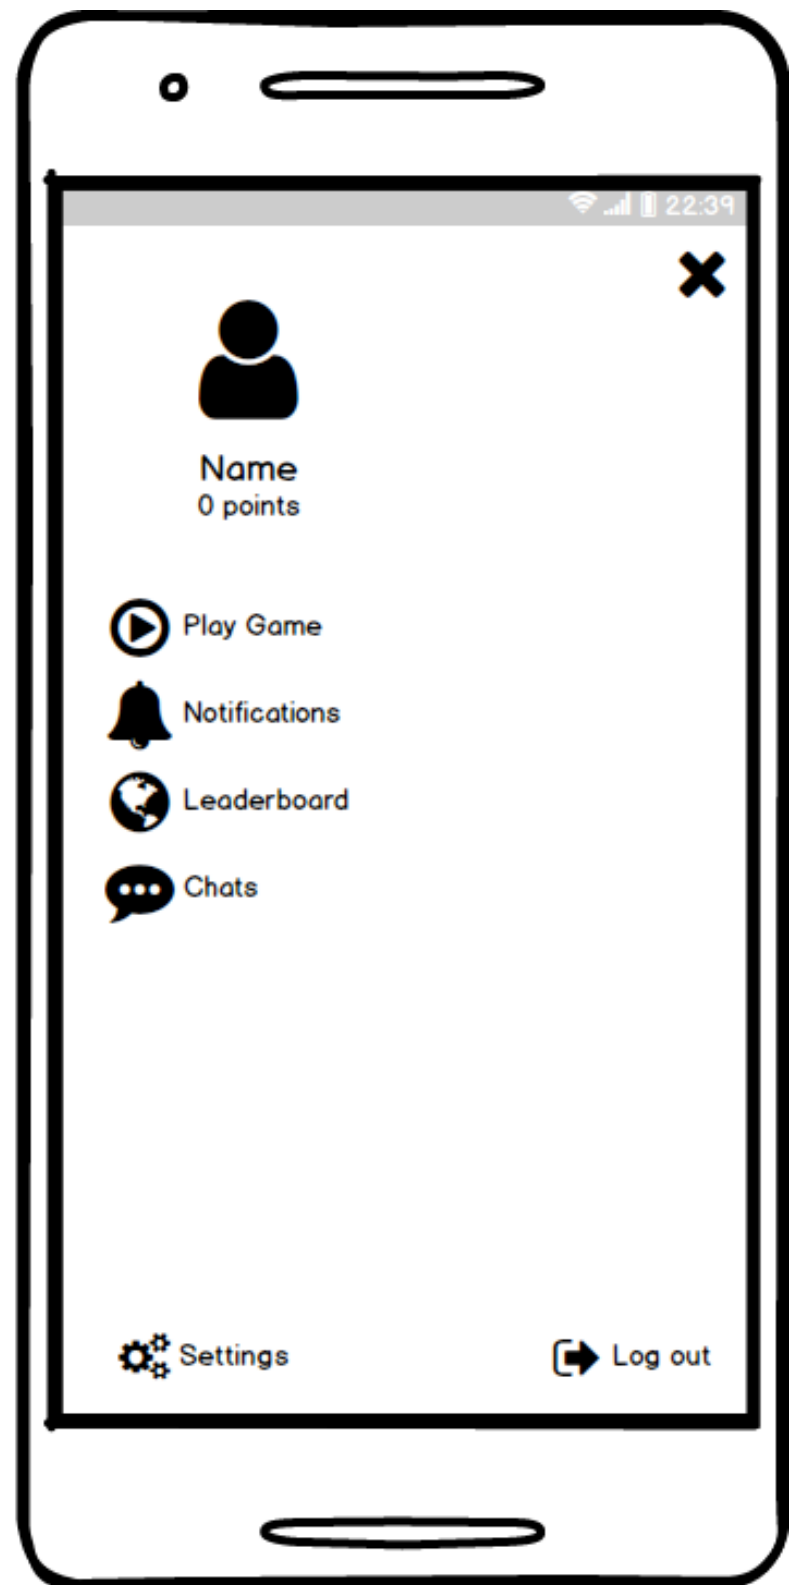 22:39
Name
0 points
Play Game
Notifications
Leaderboard
Chats
Settings
Log out